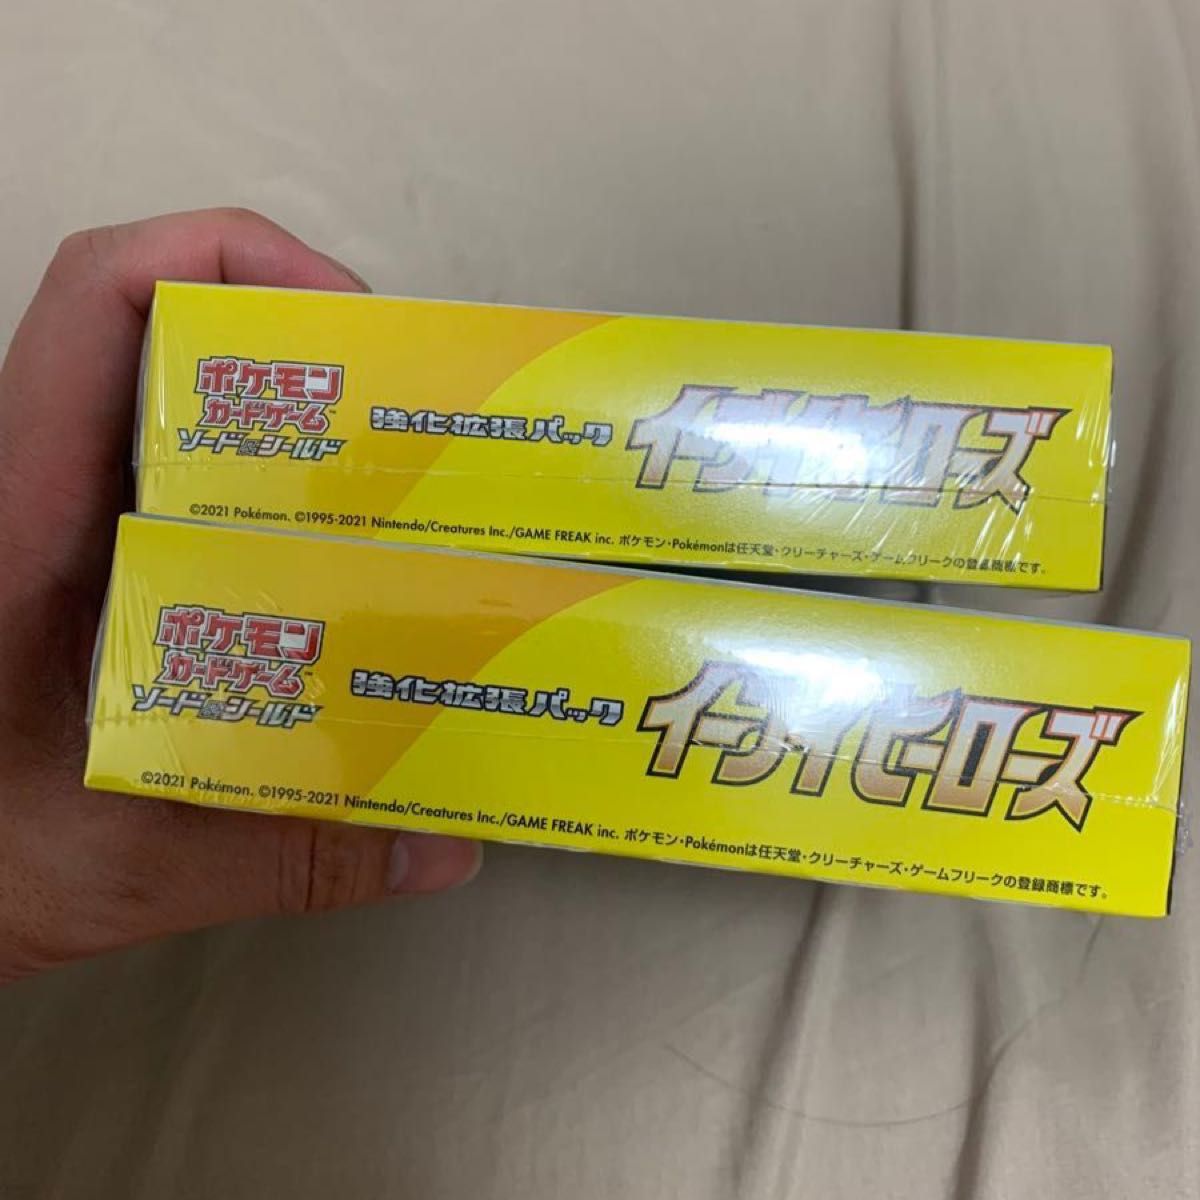 ポケモン
カードゲーム™
ソード&シールド
強化拡張パック
イーブイヒーローズ
©2021 Pokémon. ©1995-2021 Nintendo/Creatures Inc./GAME FREAK inc. ポケモン・Pokémonは任天堂・クリーチャーズ・ゲームフリークの登録商標です。
ポケモン
カードゲーム™
ソード&シールド
強化拡張パック
イーブイヒーローズ
©2021 Pokémon. ©1995-2021 Nintendo/Creatures Inc./GAME FREAK inc. ポケモン・Pokémonは任天堂・クリーチャーズ・ゲームフリークの登録商標です。